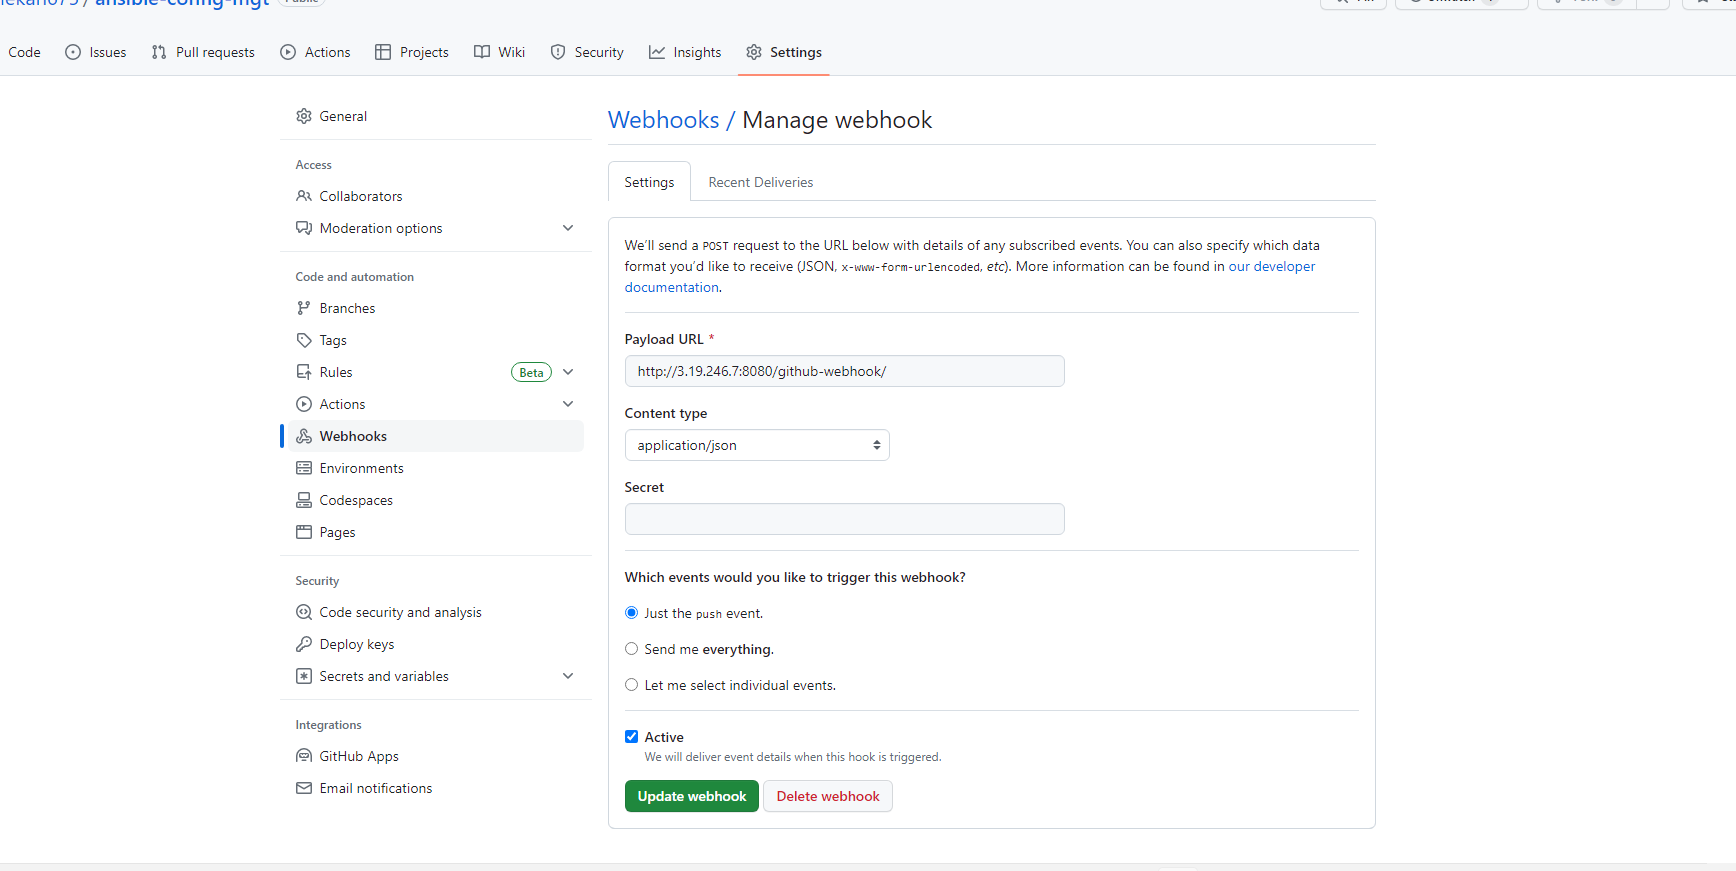 ansible-config-mgt Public
Code Issues Pull requests Actions Projects Wiki Security Insights Settings
General
Access
Collaborators
Moderation options
Code and automation
Branches
Tags
Rules Beta
Actions
Webhooks
Environments
Codespaces
Pages
Security
Code security and analysis
Deploy keys
Secrets and variables
Integrations
GitHub Apps
Email notifications
Webhooks / Manage webhook
Settings Recent Deliveries
We'll send a POST request to the URL below with details of any subscribed events. You can also specify which data
format you'd like to receive (JSON, x-www-form-urlencoded, etc). More information can be found in our developer
documentation.
Payload URL *
http://3.19.246.7:8080/github-webhook/
Content type
application/json
Secret
Which events would you like to trigger this webhook?
Just the push event.
Send me everything.
Let me select individual events.
Active
We will deliver event details when this hook is triggered.
Update webhook Delete webhook